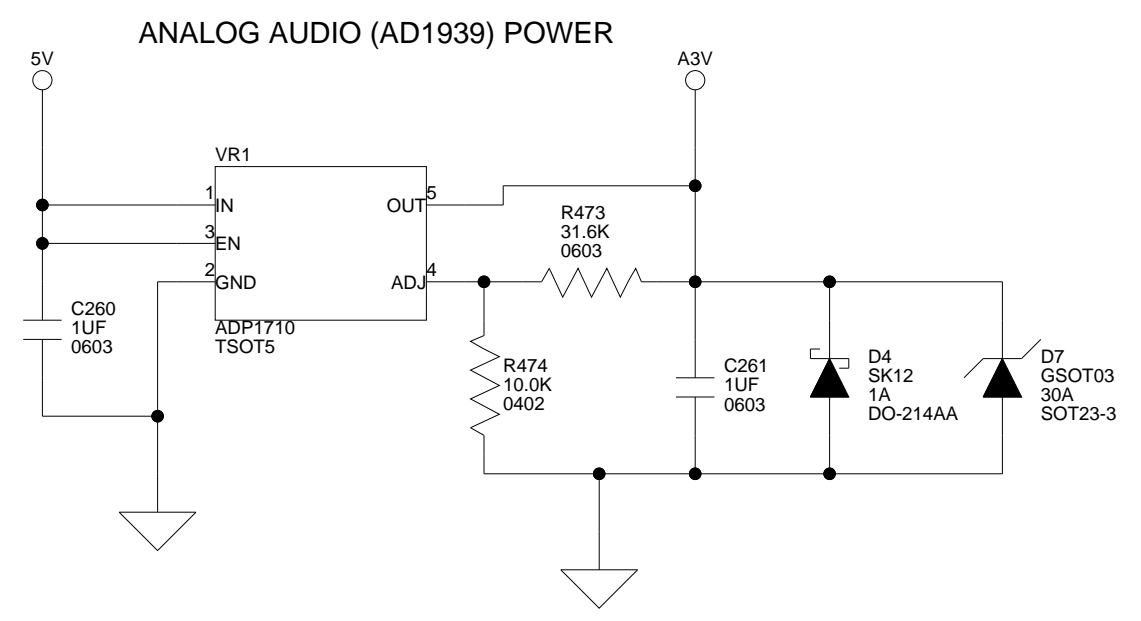 ANALOG AUDIO (AD1939) POWER
5V
A3V
VR1
1
IN
3
EN
2
GND
5
OUT
4
ADJ
ADP1710
TSOT5
R473
31.6K
0603
C260
1UF
0603
R474
10.0K
0402
C261
1UF
0603
D4
SK12
1A
DO-214AA
D7
GSOT03
30A
SOT23-3